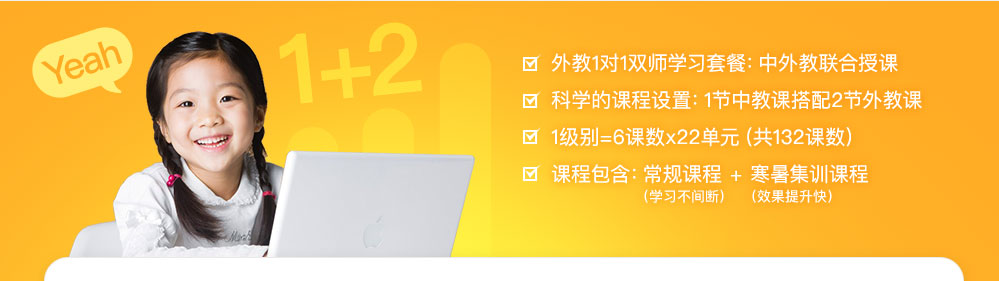 Yeah
1+2
外教1对1双师学习套餐：中外教联合授课
科学的课程设置：1节中教课搭配2节外教课
1级别=6课数x22单元（共132课数）
课程包含：常规课程 + 寒暑集训课程
（学习不间断） （效果提升快）